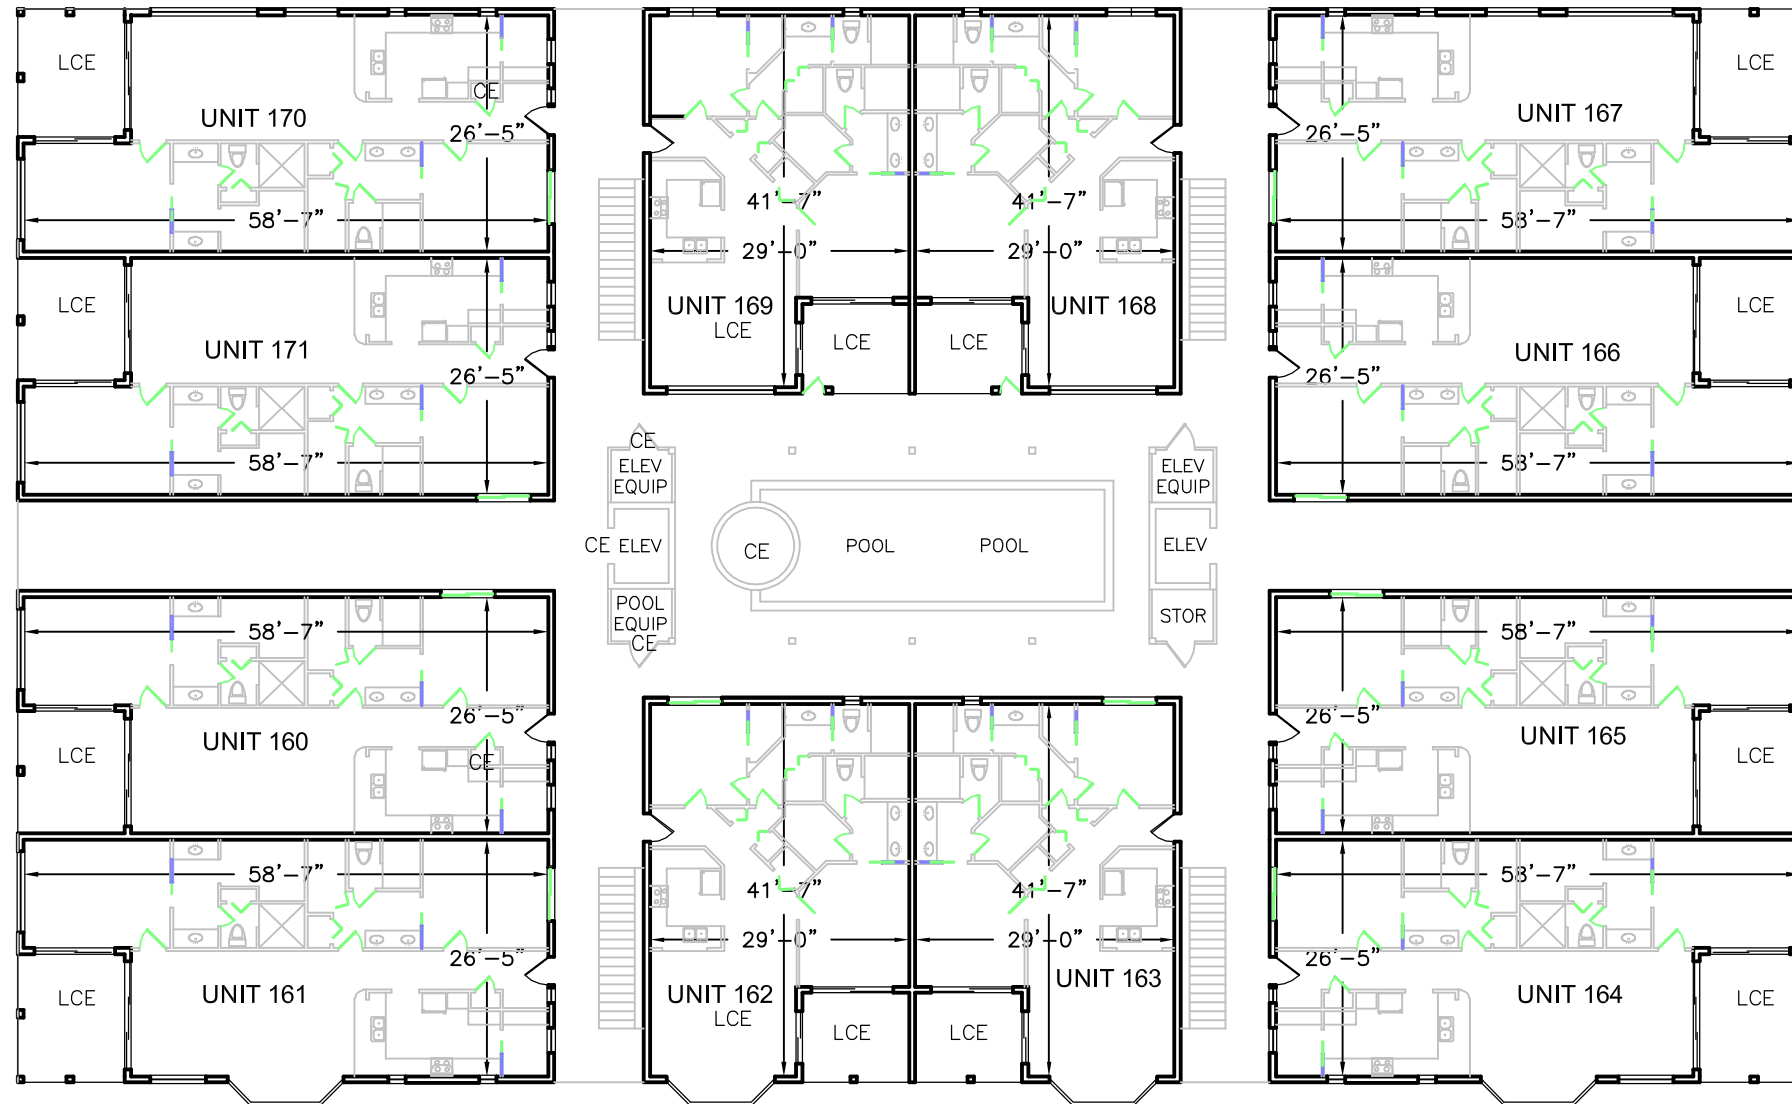 LCE
CE
LCE
UNIT 170
UNIT 167
26'-5"
26'-5"
41'-7"
41'-7"
58'-7"
58'-7"
29'-0"
29'-0"
LCE
UNIT 169
UNIT 168
LCE
LCE
LCE
LCE
UNIT 171
UNIT 166
26'-5"
26'-5"
CE
58'-7"
ELEV
EQUIP
ELEV
EQUIP
58'-7"
CE
ELEV
CE
POOL
POOL
ELEV
POOL
EQUIP
CE
STOR
58'-7"
58'-7"
26'-5"
26'-5"
UNIT 160
UNIT 165
LCE
CE
LCE
58'-7"
58'-7"
41'-7"
41'-7"
29'-0"
29'-0"
26'-5"
26'-5"
UNIT 161
UNIT 162
UNIT 163
UNIT 164
LCE
LCE
LCE
LCE
LCE